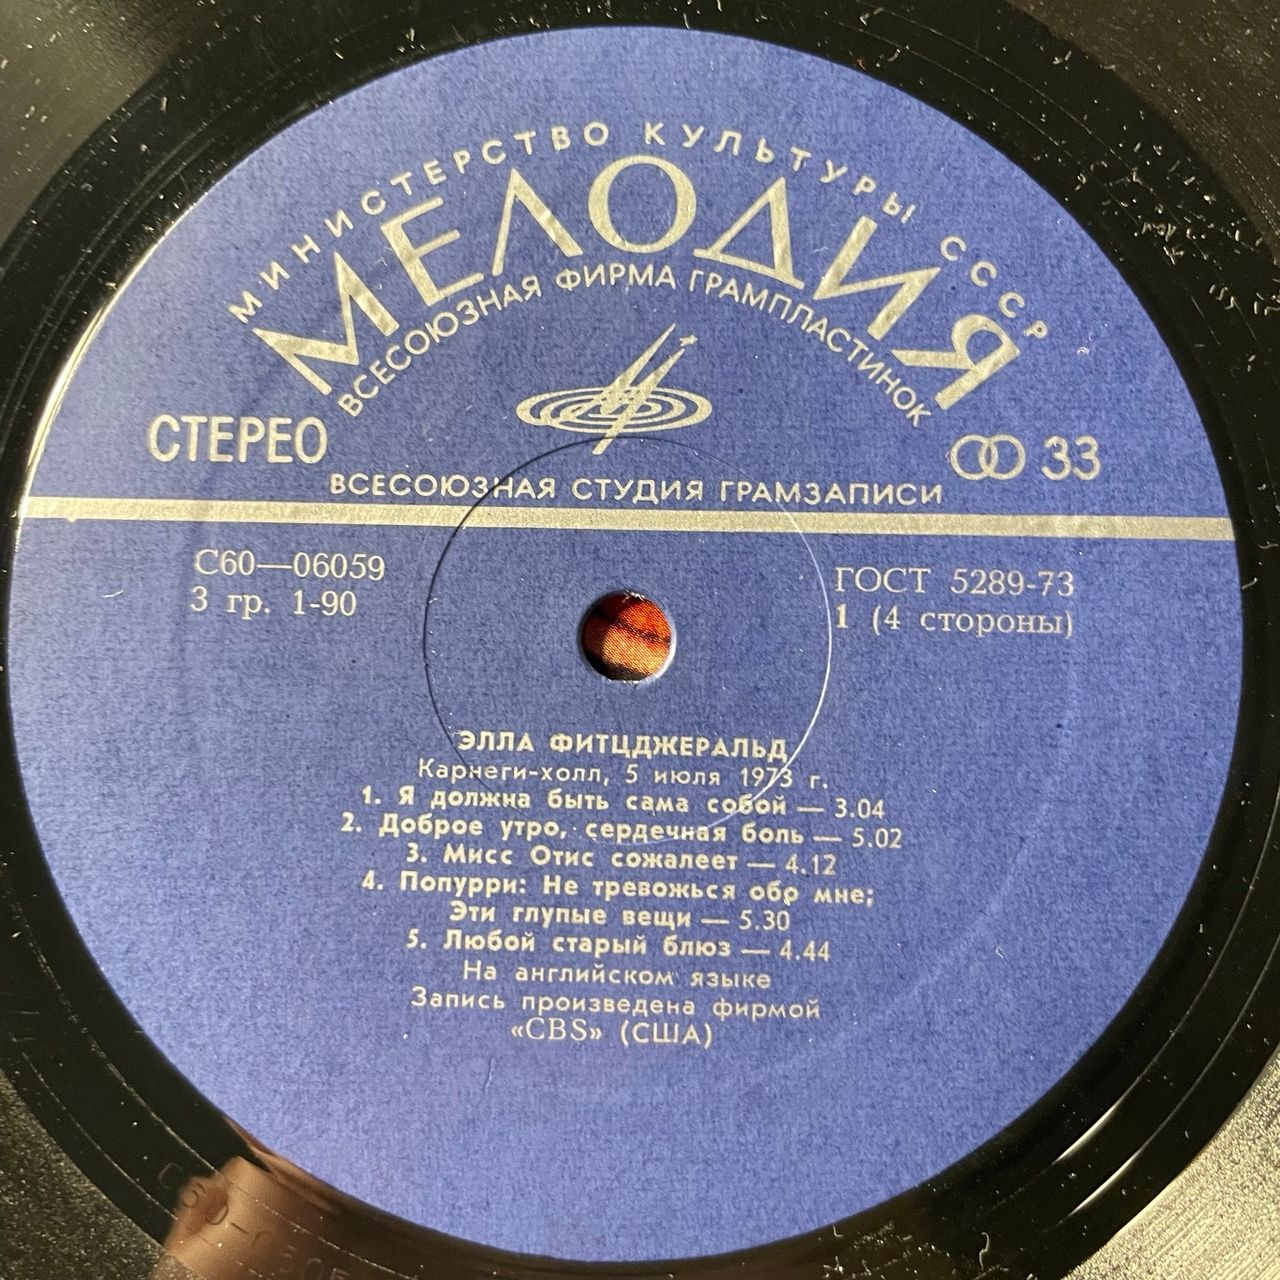 МИНИСТЕРСТВО КУЛЬТУРЫ СССР
МЕЛОДИЯ
ВСЕСОЮЗНАЯ ФИРМА ГРАМПЛАСТИНОК
СТЕРЕО
33
ВСЕСОЮЗНАЯ СТУДИЯ ГРАМЗАПИСИ
С60—06059
3 гр. 1-90
ГОСТ 5289-73
1 (4 стороны)
ЭЛЛА ФИТЦДЖЕРАЛЬД
Карнеги-холл, 5 июля 1973 г.
1. Я должна быть сама собой — 3.04
2. Доброе утро, сердечная боль — 5.02
3. Мисс Отис сожалеет — 4.12
4. Попурри: Не тревожься обо мне;
Эти глупые вещи — 5.30
5. Любой старый блюз — 4.44
На английском языке
Запись произведена фирмой
«CBS» (США)